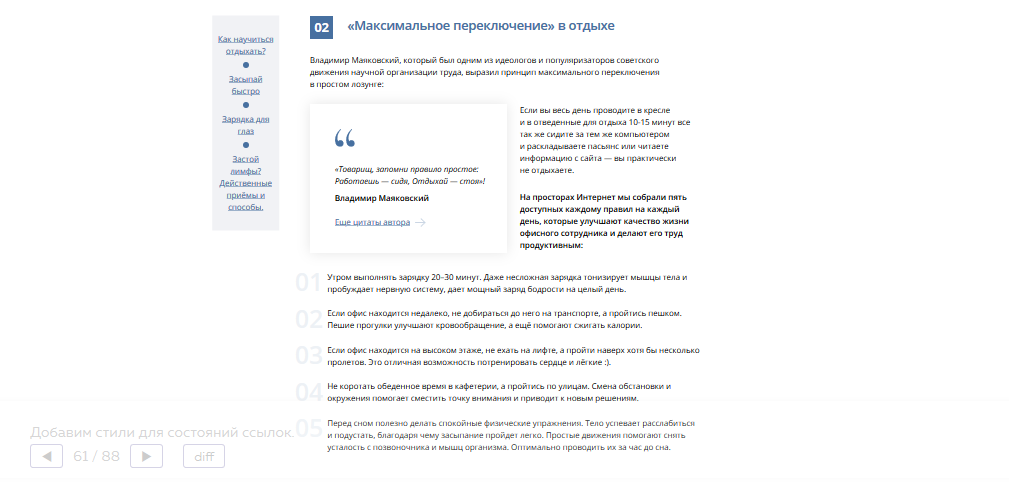 Как научиться
отдыхать?
Засыпай
быстро
Зарядка для
глаз
Застой
лимфы?
Действенные
приёмы и
способы.
02 «Максимальное переключение» в отдыхе
Владимир Маяковский, который был одним из идеологов и популяризаторов советского
движения научной организации труда, выразил принцип максимального переключения
в простом лозунге:
“
«Товарищ, запомни правило простое:
Работаешь — сидя, Отдыхай — стоя»!
Владимир Маяковский
Еще цитаты автора →
Если вы весь день проводите в кресле
и в отведенные для отдыха 10-15 минут все
так же сидите за тем же компьютером
и раскладываете пасьянс или читаете
информацию с сайта — вы практически
не отдыхаете.
На просторах Интернет мы собрали пять
доступных каждому правил на каждый
день, которые улучшают качество жизни
офисного сотрудника и делают его труд
продуктивным:
01 Утром выполнять зарядку 20–30 минут. Даже несложная зарядка тонизирует мышцы тела и
пробуждает нервную систему, дает мощный заряд бодрости на целый день.
02 Если офис находится недалеко, не добираться до него на транспорте, а пройтись пешком.
Пешие прогулки улучшают кровообращение, а ещё помогают сжигать калории.
03 Если офис находится на высоком этаже, не ехать на лифте, а пройти наверх хотя бы несколько
пролетов. Это отличная возможность потренировать сердце и лёгкие :).
04 Не коротать обеденное время в кафетерии, а пройтись по улицам. Смена обстановки и
окружения помогает сместить точку внимания и приводит к новым решениям.
05 Перед сном полезно делать спокойные физические упражнения. Тело успевает расслабиться
и подустать, благодаря чему засыпание пройдет легко. Простые движения помогают снять
усталость с позвоночника и мышц организма. Оптимально проводить их за час до сна.
Добавим стили для состояний ссылок.
◀ 61 / 88 ▶ diff